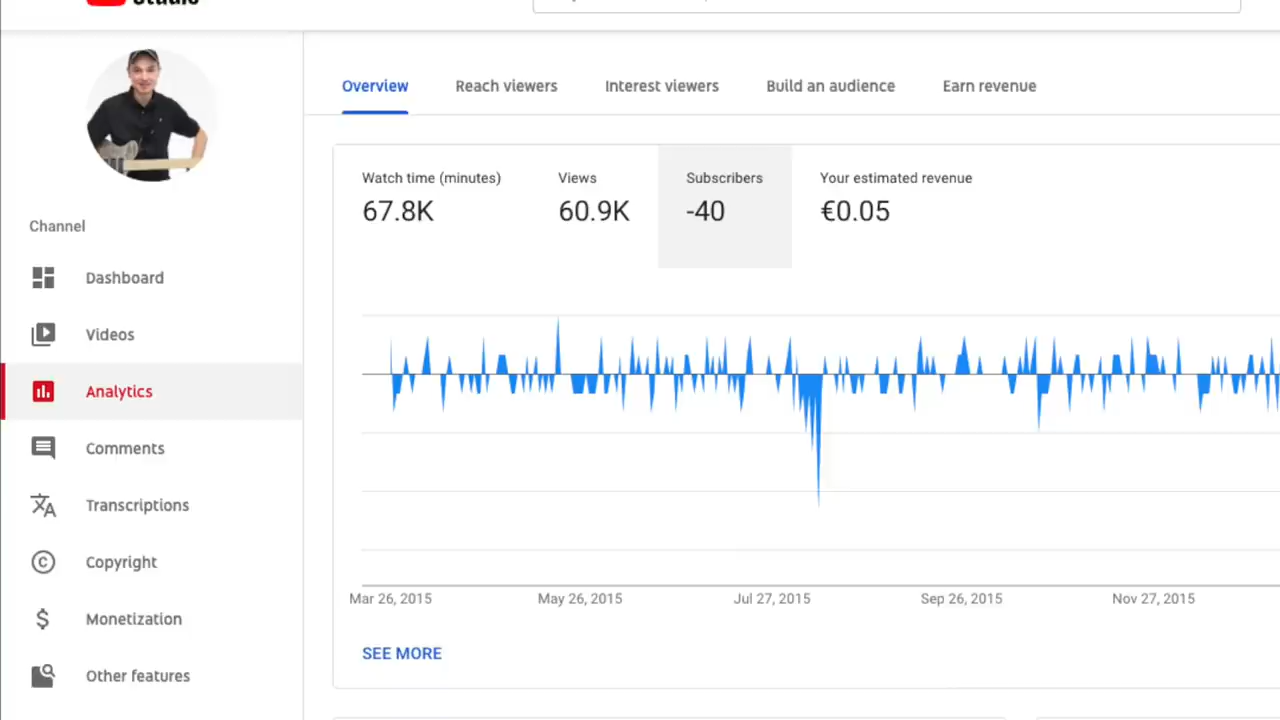 Studio
Overview
Reach viewers
Interest viewers
Build an audience
Earn revenue
Watch time (minutes)
67.8K
Views
60.9K
Subscribers
-40
Your estimated revenue
€0.05
Channel
Dashboard
Videos
Analytics
Comments
Transcriptions
Copyright
Monetization
Other features
Mar 26, 2015
May 26, 2015
Jul 27, 2015
Sep 26, 2015
Nov 27, 2015
SEE MORE